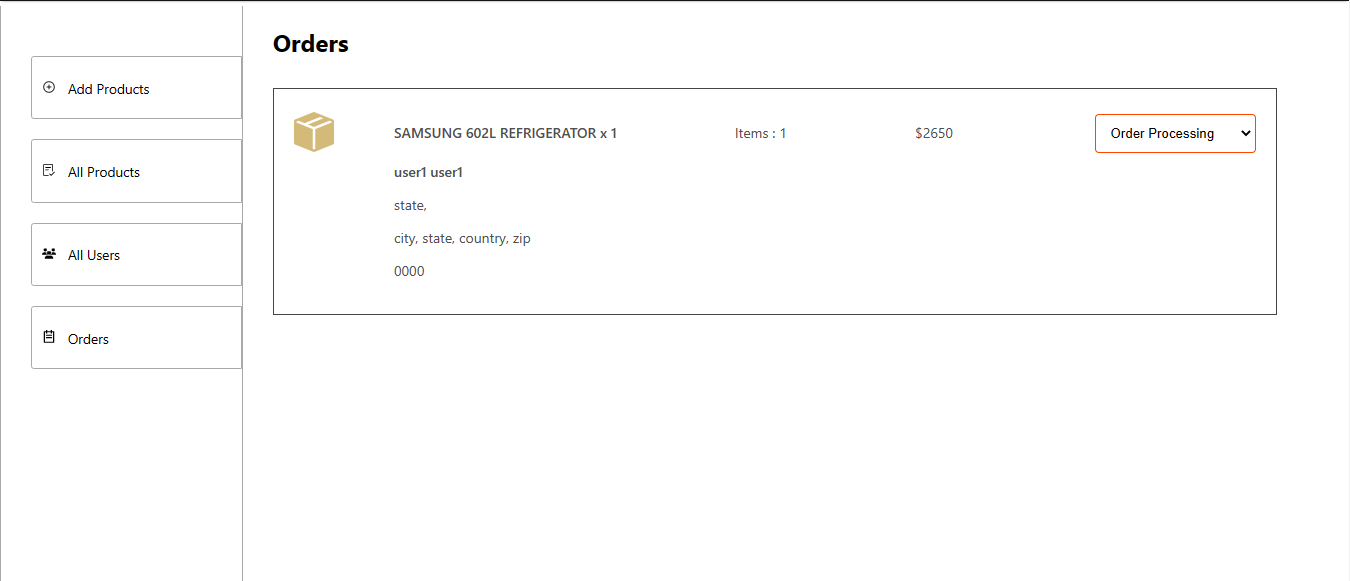 Orders
Add Products
All Products
All Users
Orders
SAMSUNG 602L REFRIGERATOR x 1 Items : 1 $2650 Order Processing
user1 user1
state,
city, state, country, zip
0000